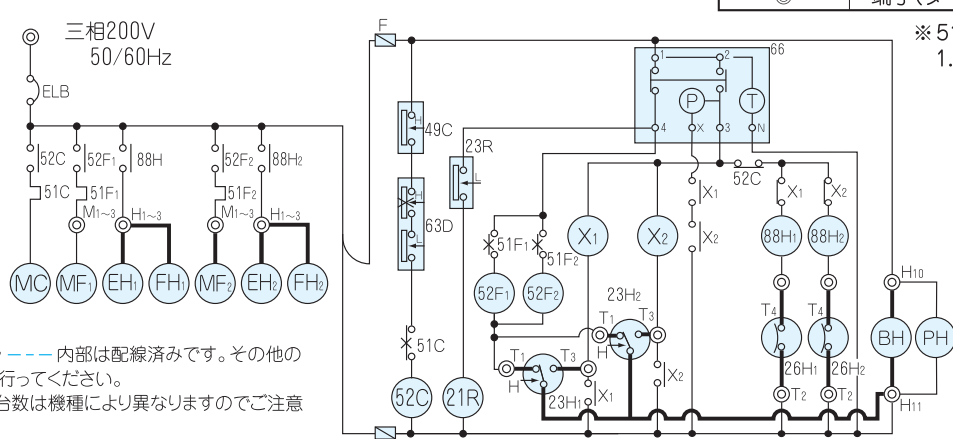 三相200V
50/60Hz
ELB
52C
51C
52F₁
51F₁
88H
52F₂
51F₂
88H₂
M₁~₃
H₁~₃
M₁~₃
H₁~₃
MC
MF₁
EH₁
FH₁
MF₂
EH₂
FH₂
内部は配線済みです。その他の
行ってください。
台数は機種により異なりますのでご注意
◎
F
H
49C
H
63D
L
51C
52C
23R
L
21R
51F₁
51F₂
52F₁
52F₂
66
1
2
P
T
4
X
3
N
X₁
X₂
X₁
X₂
52C
X₁
X₂
88H₁
88H₂
23H₂
T₁
T₃
H
T₁
T₃
H
23H₁
X₁
X₂
T₄
T₄
26H₁
26H₂
T₂
T₂
H₁₀
BH
PH
H₁₁
※51
1.